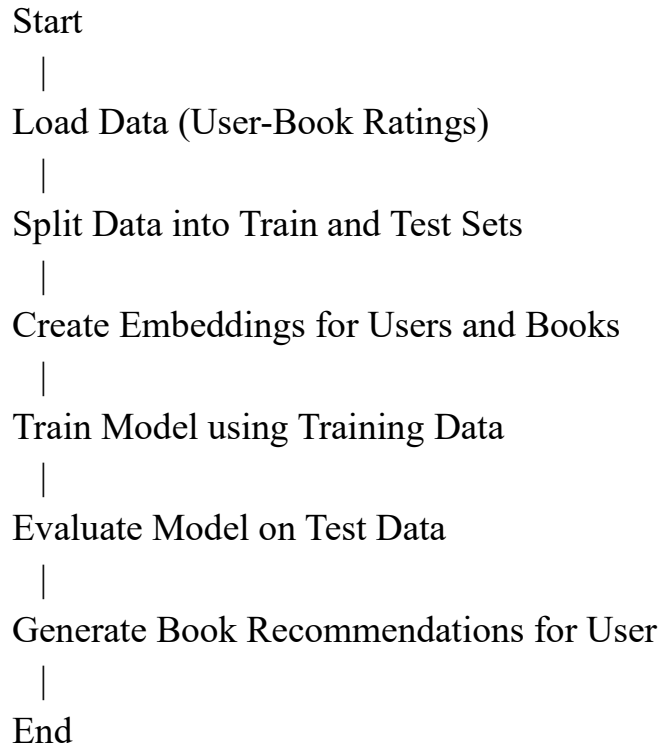 Start
|
Load Data (User-Book Ratings)
|
Split Data into Train and Test Sets
|
Create Embeddings for Users and Books
|
Train Model using Training Data
|
Evaluate Model on Test Data
|
Generate Book Recommendations for User
|
End